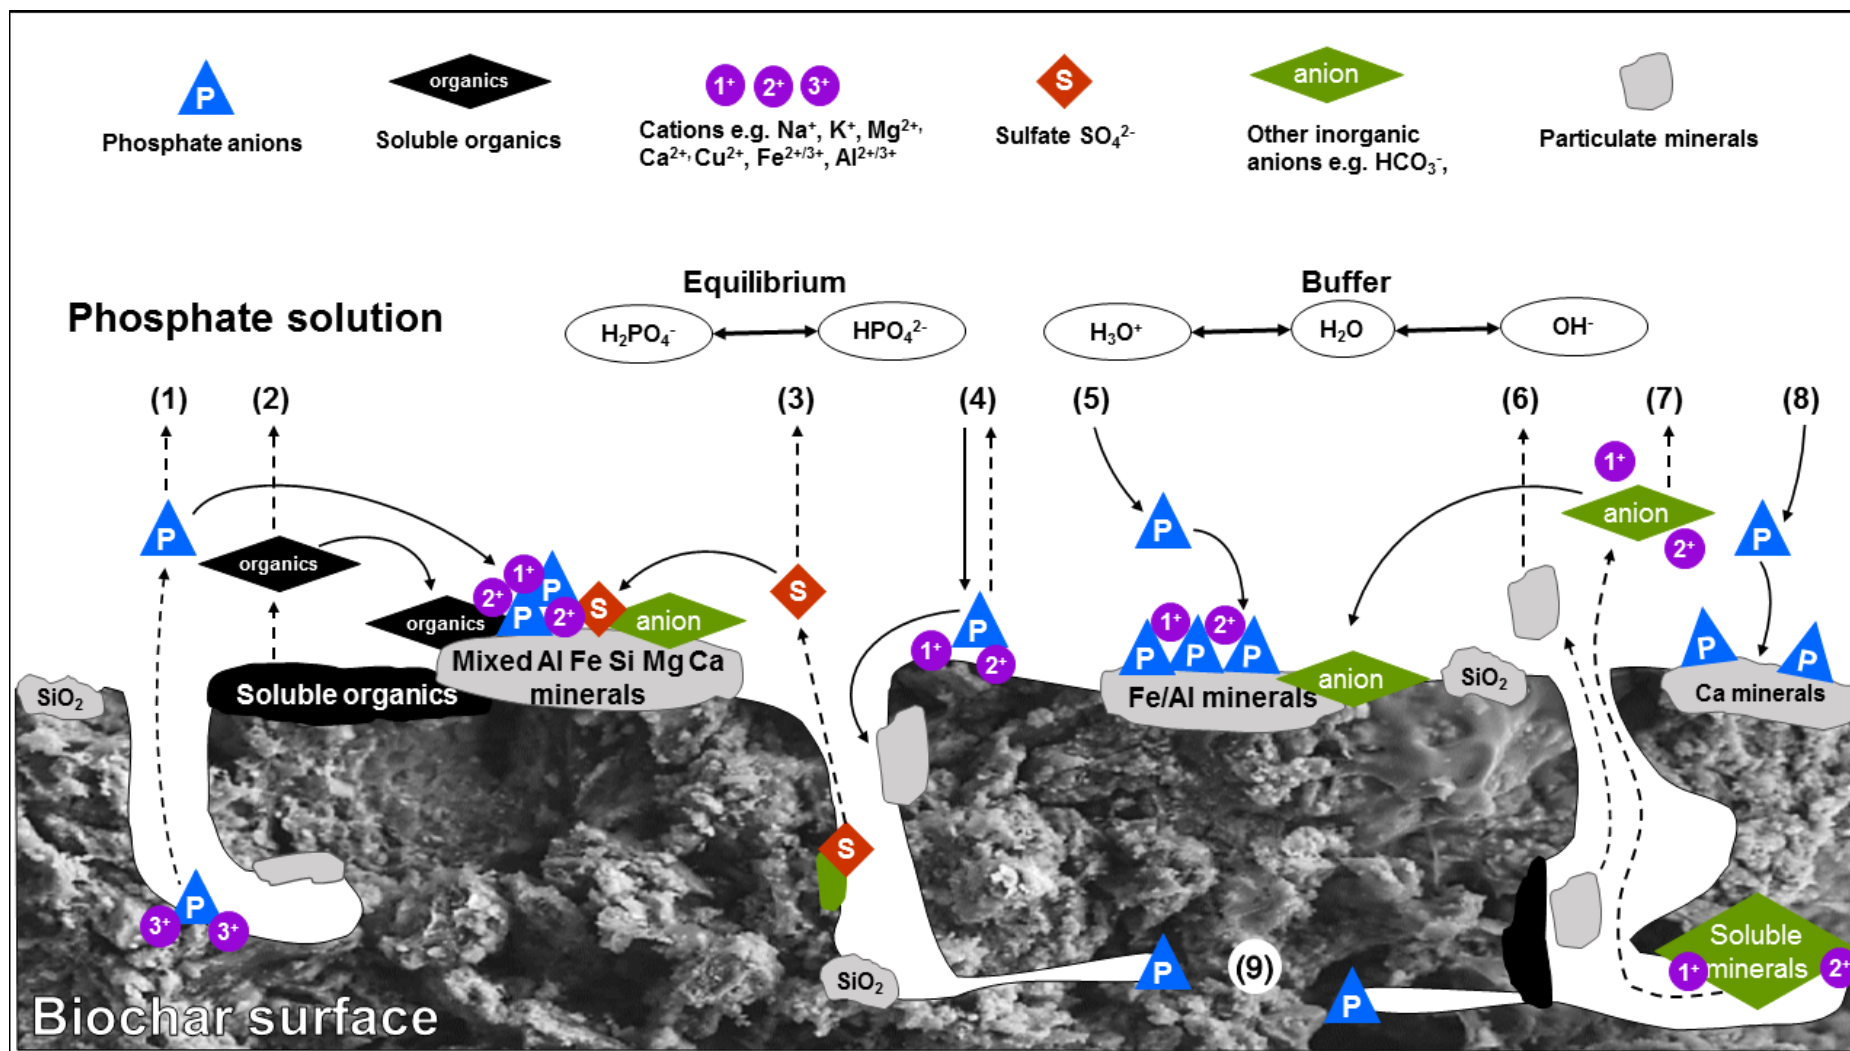 P
organics
1⁺ 2⁺ 3⁺
S
anion
Phosphate anions
Soluble organics
Cations e.g. Na⁺, K⁺, Mg²⁺,
Ca²⁺, Cu²⁺, Fe²⁺/³⁺, Al²⁺/³⁺
Sulfate SO₄²⁻
Other inorganic
anions e.g. HCO₃⁻,
Particulate minerals
Equilibrium
Buffer
Phosphate solution
H₂PO₄⁻
HPO₄²⁻
H₃O⁺
H₂O
OH⁻
(1)
(2)
(3)
(4)
(5)
(6)
(7)
(8)
1⁺
anion
2⁺
P
P
P
organics
S
1⁺
2⁺
P
P
2⁺
S
anion
organics
P
1⁺
2⁺
1⁺
2⁺
P
P
P
anion
P
P
Mixed Al Fe Si Mg Ca
minerals
Soluble organics
SiO₂
Fe/Al minerals
SiO₂
Ca minerals
S
P
3⁺
3⁺
SiO₂
P
(9)
P
Soluble
minerals
1⁺
2⁺
Biochar surface